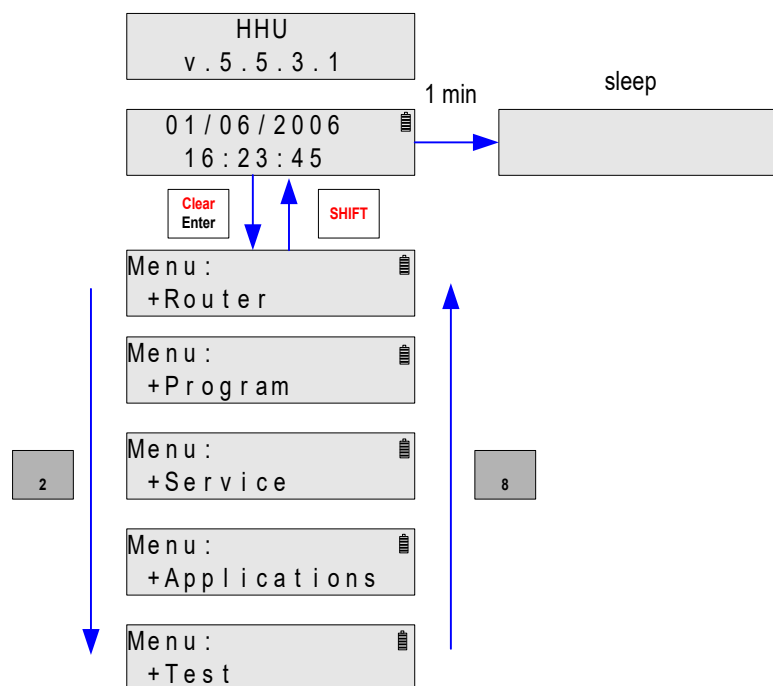 HHU
v.5.5.3.1
1 min
sleep
01/06/2006
16:23:45
Clear
Enter
SHIFT
Menu:
+Router
Menu:
+Program
Menu:
+Service
2
8
Menu:
+Applications
Menu:
+Test